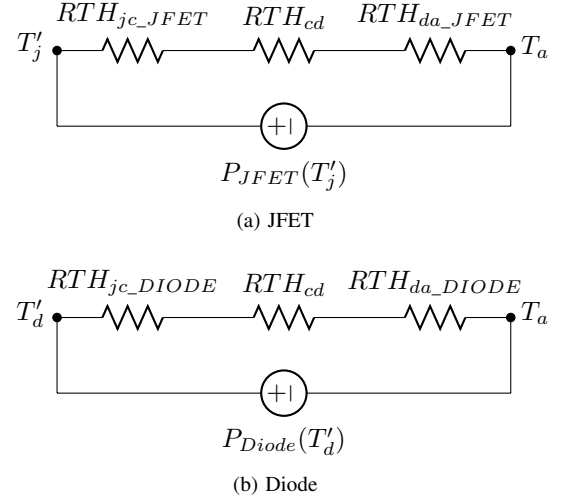 RTH_{jc_JFET} RTH_{cd} RTH_{da_JFET}
T'_j T_a
+ −
P_{JFET}(T'_j)
(a) JFET
RTH_{jc_DIODE} RTH_{cd} RTH_{da_DIODE}
T'_d T_a
+ −
P_{Diode}(T'_d)
(b) Diode